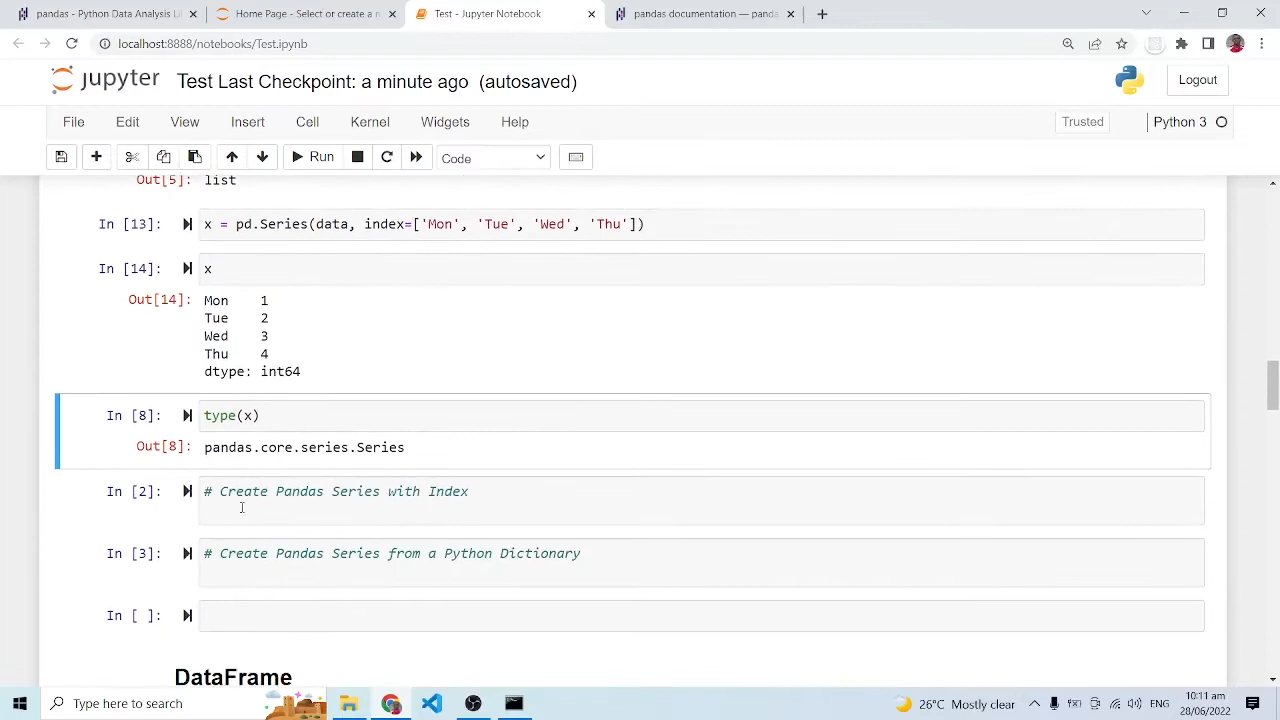 pandas - Python Data Analysis Li
Home Page - Select or create a n
Test - Jupyter Notebook
pandas documentation — panda
localhost:8888/notebooks/Test.ipynb
jupyter Test Last Checkpoint: a minute ago (autosaved)
Logout
File Edit View Insert Cell Kernel Widgets Help
Trusted
Python 3
Run
Code
Out[5]: list
In [13]: x = pd.Series(data, index=['Mon', 'Tue', 'Wed', 'Thu'])
In [14]: x
Out[14]: Mon 1
Tue 2
Wed 3
Thu 4
dtype: int64
In [8]: type(x)
Out[8]: pandas.core.series.Series
In [2]: # Create Pandas Series with Index
In [3]: # Create Pandas Series from a Python Dictionary
In [ ]:
DataFrame
Type here to search
26°C Mostly clear
ENG
10:11 am
28/06/2022